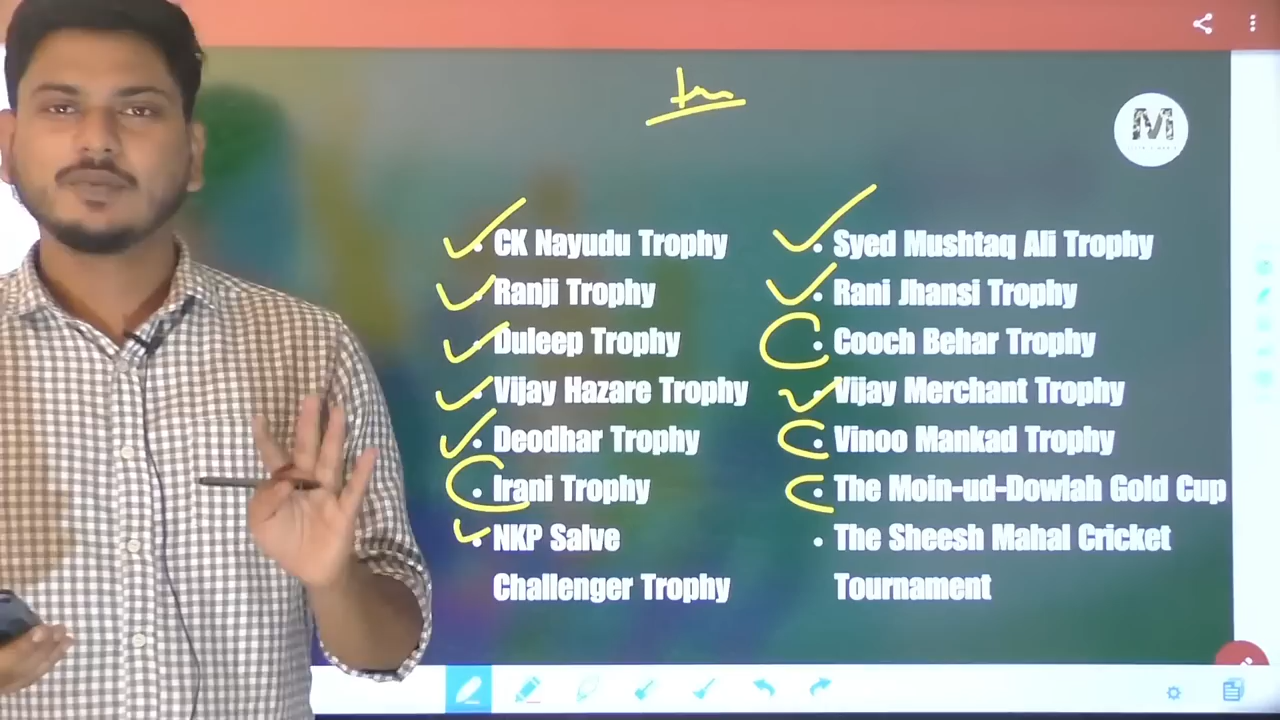 M
• CK Nayudu Trophy
• Ranji Trophy
• Duleep Trophy
• Vijay Hazare Trophy
• Deodhar Trophy
• Irani Trophy
• NKP Salve
Challenger Trophy
• Syed Mushtaq Ali Trophy
• Rani Jhansi Trophy
• Cooch Behar Trophy
• Vijay Merchant Trophy
• Vinoo Mankad Trophy
• The Moin-ud-Dowlah Gold Cup
• The Sheesh Mahal Cricket
Tournament